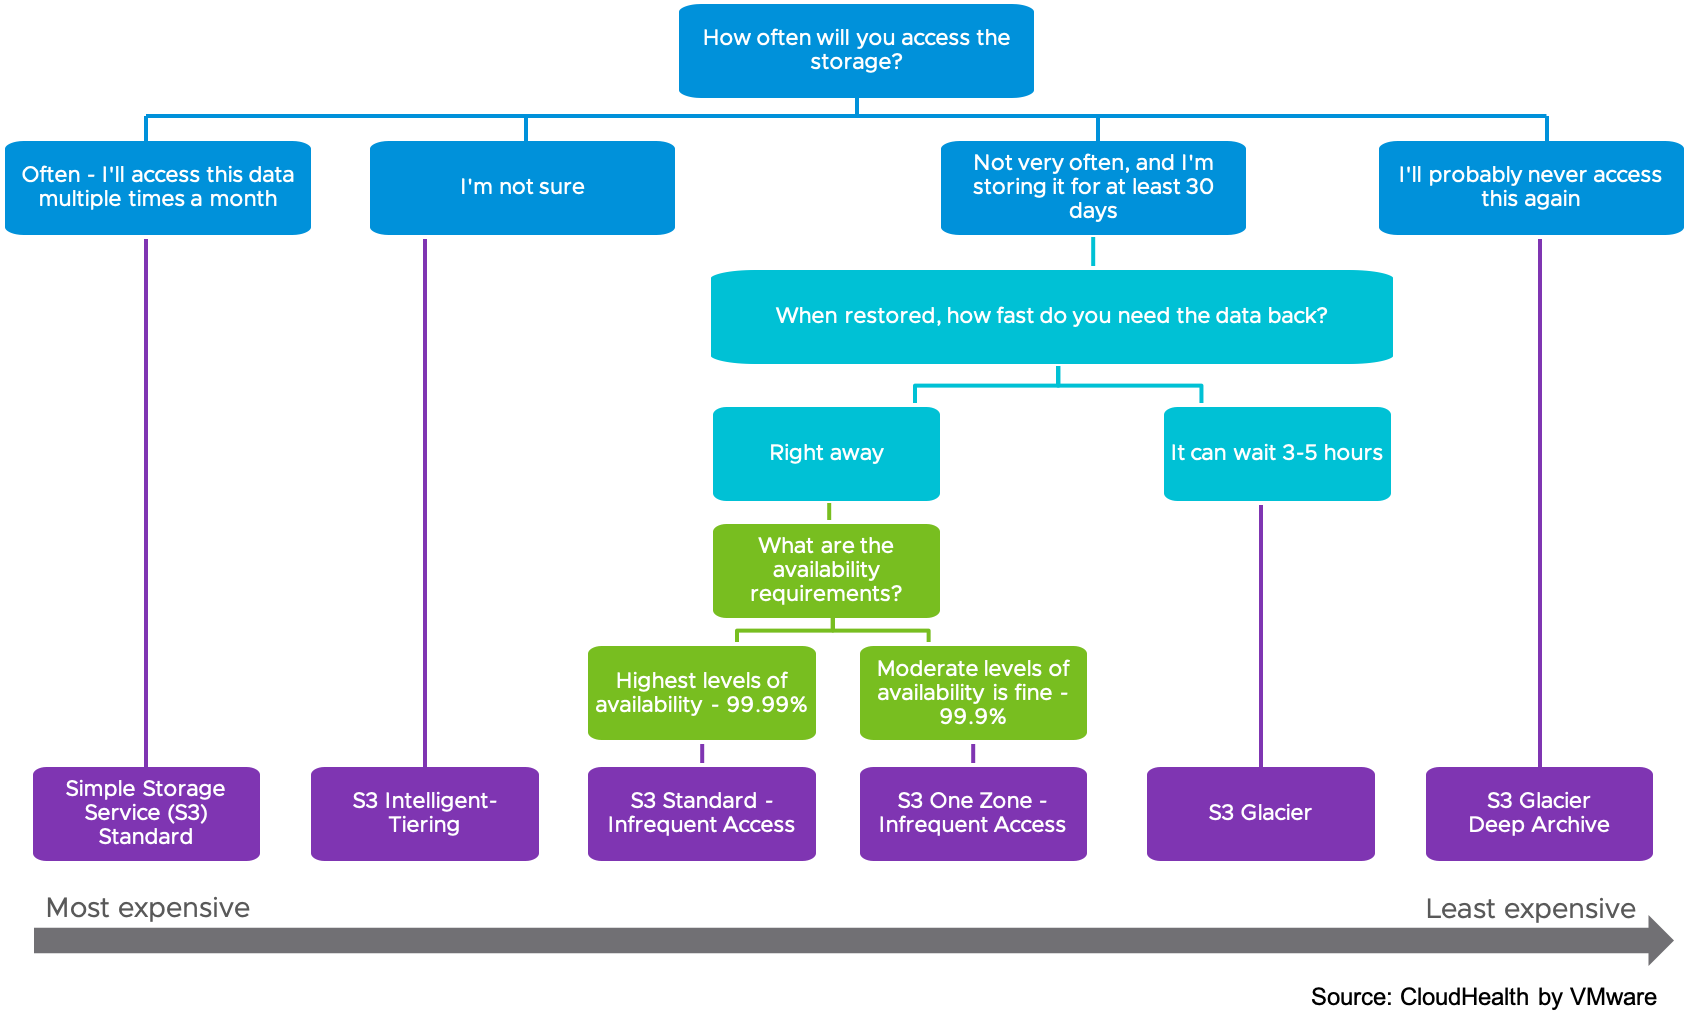 How often will you access the
storage?
Often - I'll access this data
multiple times a month
I'm not sure
Not very often, and I'm
storing it for at least 30
days
I'll probably never access
this again
When restored, how fast do you need the data back?
Right away
It can wait 3-5 hours
What are the
availability
requirements?
Highest levels of
availability - 99.99%
Moderate levels of
availability is fine -
99.9%
Simple Storage
Service (S3)
Standard
S3 Intelligent-
Tiering
S3 Standard -
Infrequent Access
S3 One Zone -
Infrequent Access
S3 Glacier
S3 Glacier
Deep Archive
Most expensive
Least expensive
Source: CloudHealth by VMware